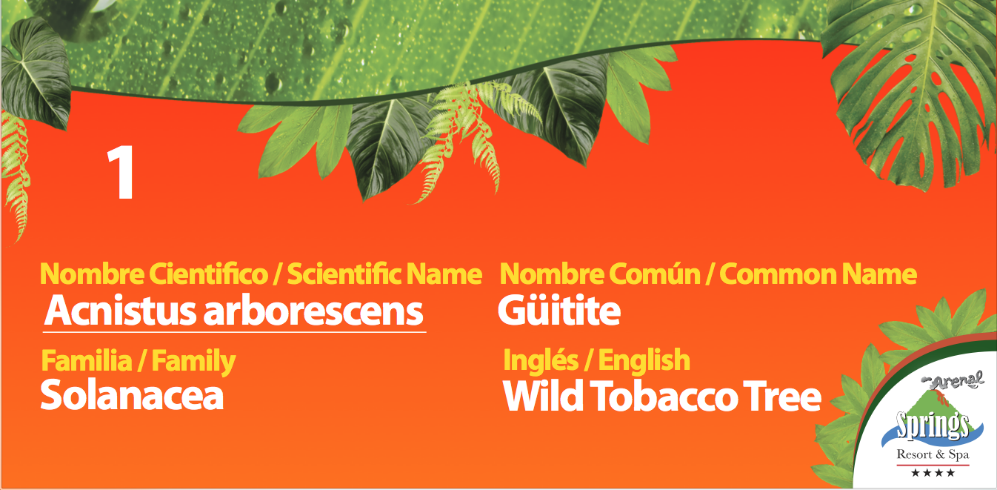 1
Nombre Cientifico / Scientific Name
Acnistus arborescens
Familia / Family
Solanacea
Nombre Común / Common Name
Güitite
Inglés / English
Wild Tobacco Tree
Arenal
Springs
Resort & Spa